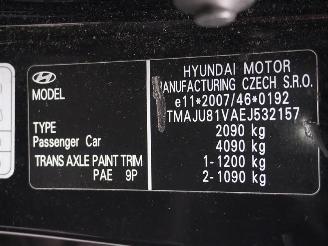 HYUNDAI MOTOR
MANUFACTURING CZECH S.R.O.
MODEL
e11*2007/46*0192
TMAJU81VAEJ532157
TYPE
Passenger Car
2090 kg
4090 kg
TRANS AXLE PAINT TRIM
1-1200 kg
PAE 9P
2-1090 kg